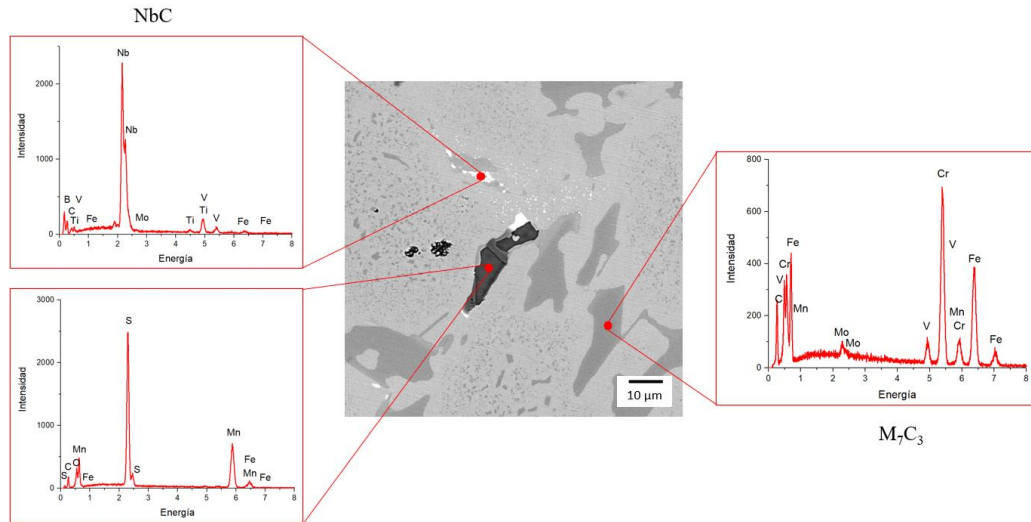 NbC
Intensidad
2000
1000
0
Nb
Nb
B
V
C
Ti
Fe
Mo
Ti
V
Ti
V
Fe
Fe
0 1 2 3 4 5 6 7 8
Energía
Intensidad
3000
2000
1000
0
S
Mn
C
O
S
Fe
S
Mn
Fe
Mn
Fe
0 1 2 3 4 5 6 7 8
Energía
10 µm
Intensidad
800
600
400
200
0
Cr
Fe
Cr
V
C
Mn
Mo
Mo
V
V
Mn
Cr
Fe
Fe
0 1 2 3 4 5 6 7 8
Energía
M₇C₃